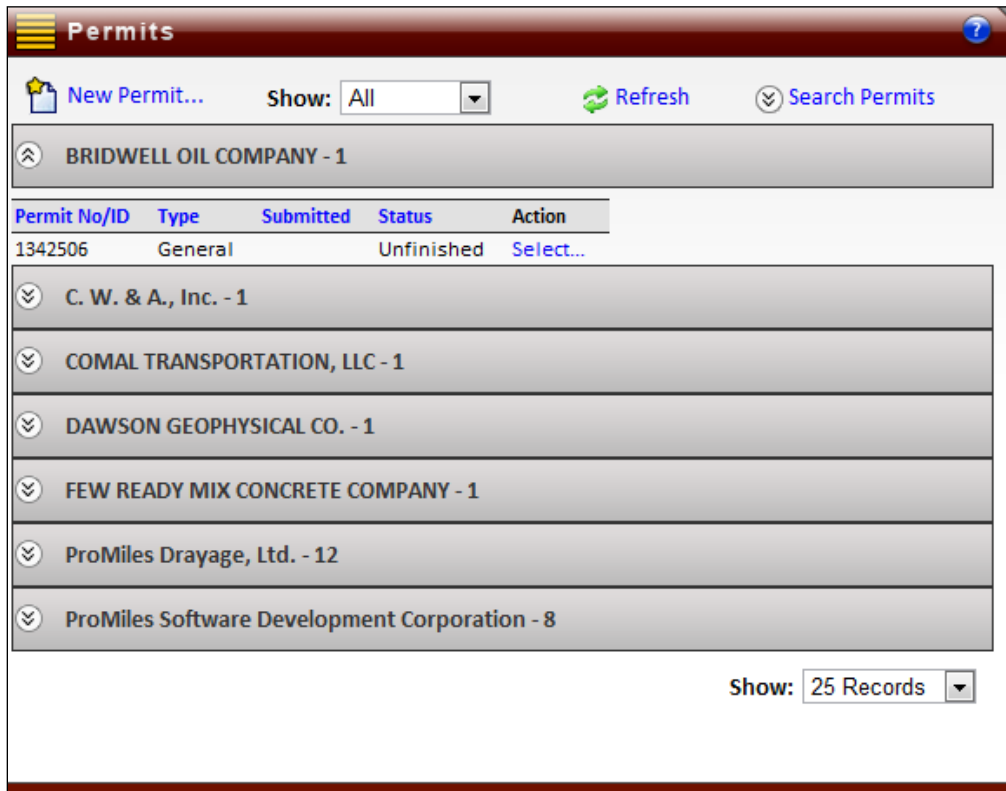 Permits ?
New Permit... Show: All Refresh Search Permits
BRIDWELL OIL COMPANY - 1
Permit No/ID Type Submitted Status Action
1342506 General Unfinished Select...
C. W. & A., Inc. - 1
COMAL TRANSPORTATION, LLC - 1
DAWSON GEOPHYSICAL CO. - 1
FEW READY MIX CONCRETE COMPANY - 1
ProMiles Drayage, Ltd. - 12
ProMiles Software Development Corporation - 8
Show: 25 Records